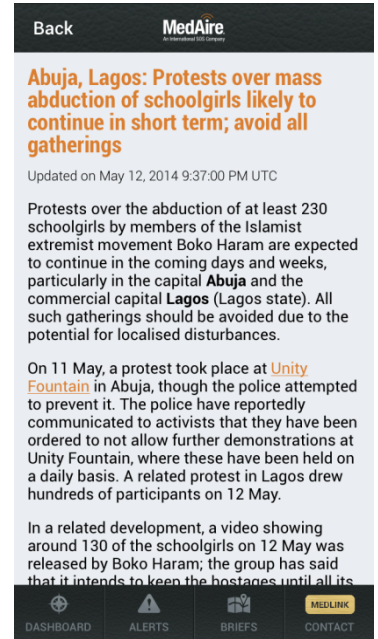 Back
MedAire
An International SOS Company
Abuja, Lagos: Protests over mass
abduction of schoolgirls likely to
continue in short term; avoid all
gatherings
Updated on May 12, 2014 9:37:00 PM UTC
Protests over the abduction of at least 230
schoolgirls by members of the Islamist
extremist movement Boko Haram are expected
to continue in the coming days and weeks,
particularly in the capital Abuja and the
commercial capital Lagos (Lagos state). All
such gatherings should be avoided due to the
potential for localised disturbances.
On 11 May, a protest took place at Unity
Fountain in Abuja, though the police attempted
to prevent it. The police have reportedly
communicated to activists that they have been
ordered to not allow further demonstrations at
Unity Fountain, where these have been held on
a daily basis. A related protest in Lagos drew
hundreds of participants on 12 May.
In a related development, a video showing
around 130 of the schoolgirls on 12 May was
released by Boko Haram; the group has said
that it intends to keep the hostages until all its
DASHBOARD
ALERTS
BRIEFS
MEDLINK
CONTACT